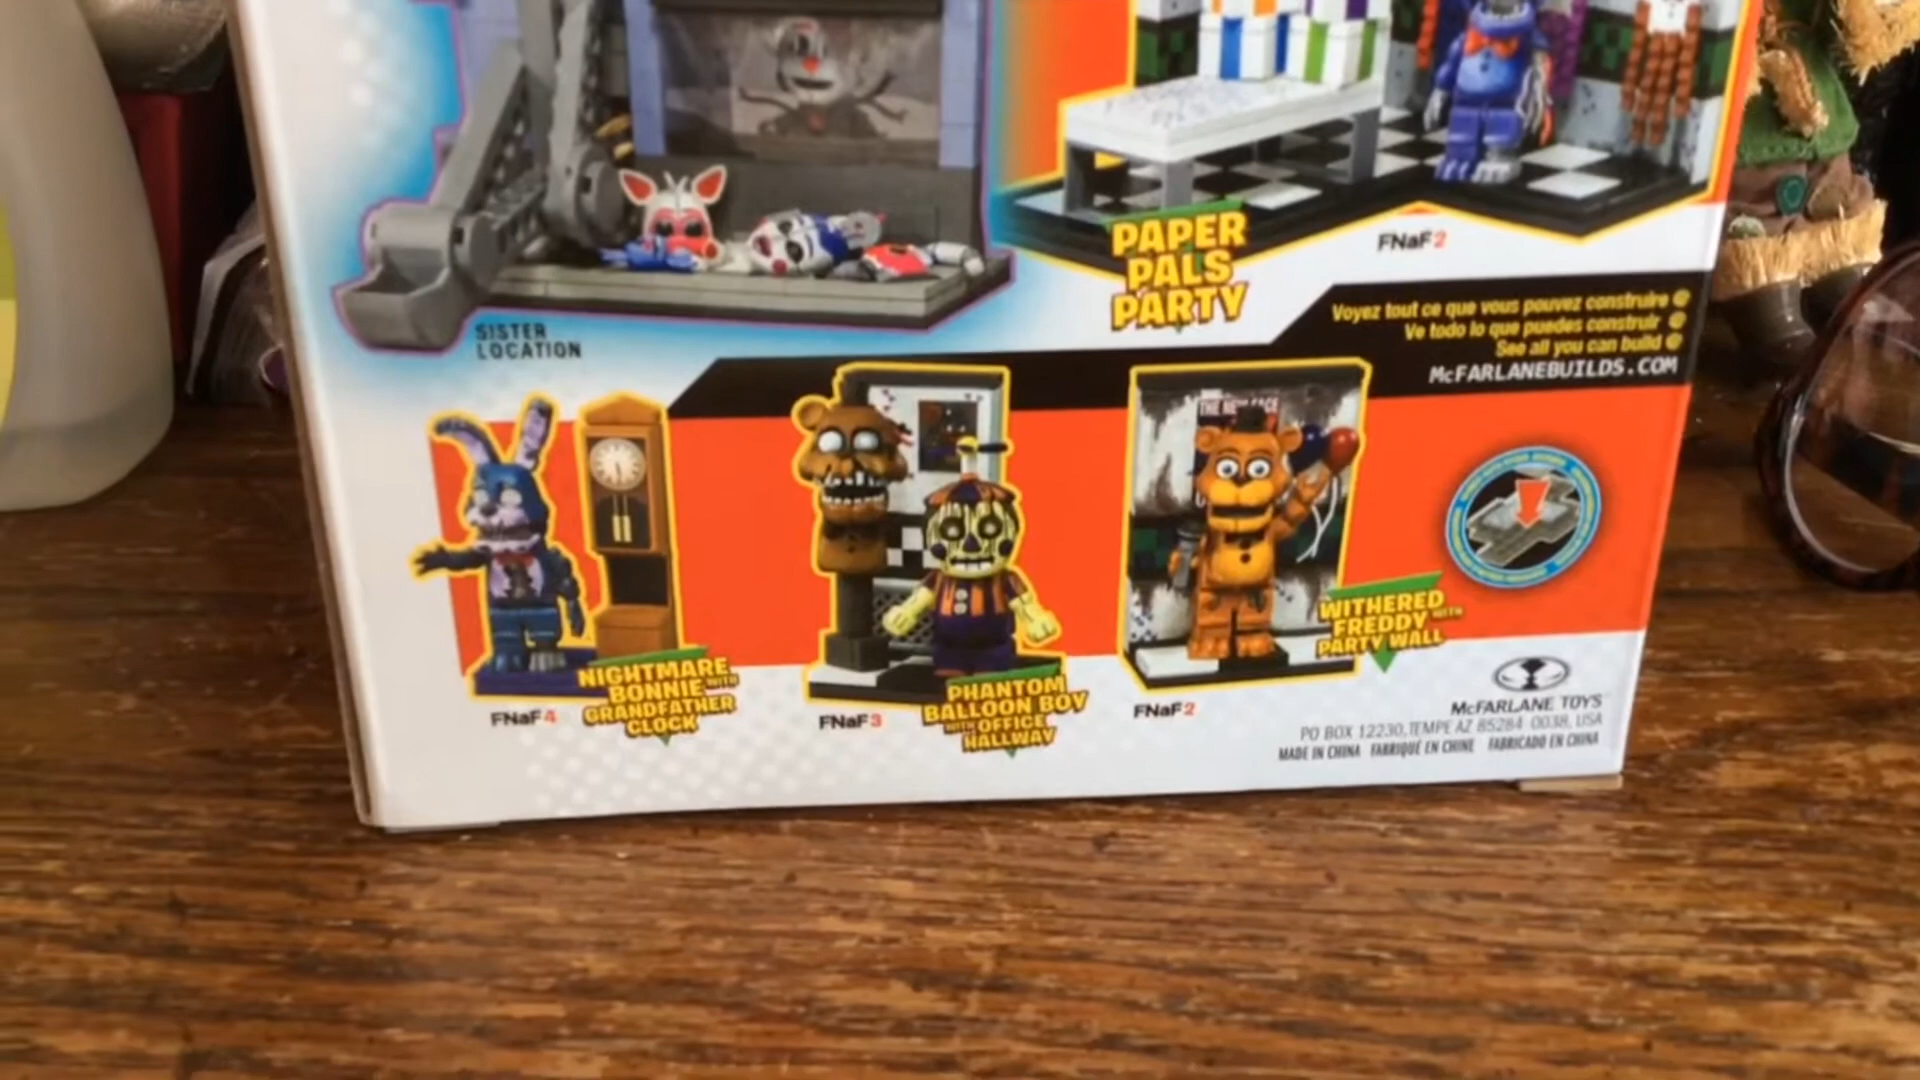 SISTER
LOCATION
PAPER
PALS
PARTY
FNaF 2
Voyez tout ce que vous pouvez construire @
Ve todo lo que puedes construir @
See all you can build @
McFARLANEBUILDS.COM
NIGHTMARE
BONNIE WITH
GRANDFATHER
CLOCK
FNaF 4
PHANTOM
BALLOON BOY
WITH OFFICE
HALLWAY
FNaF 3
THE NEW FACE
WITHERED
FREDDY WITH
PARTY WALL
FNaF 2
McFARLANE TOYS
PO BOX 12230, TEMPE AZ 85284-0038, USA
MADE IN CHINA FABRIQUÉ EN CHINE FABRICADO EN CHINA